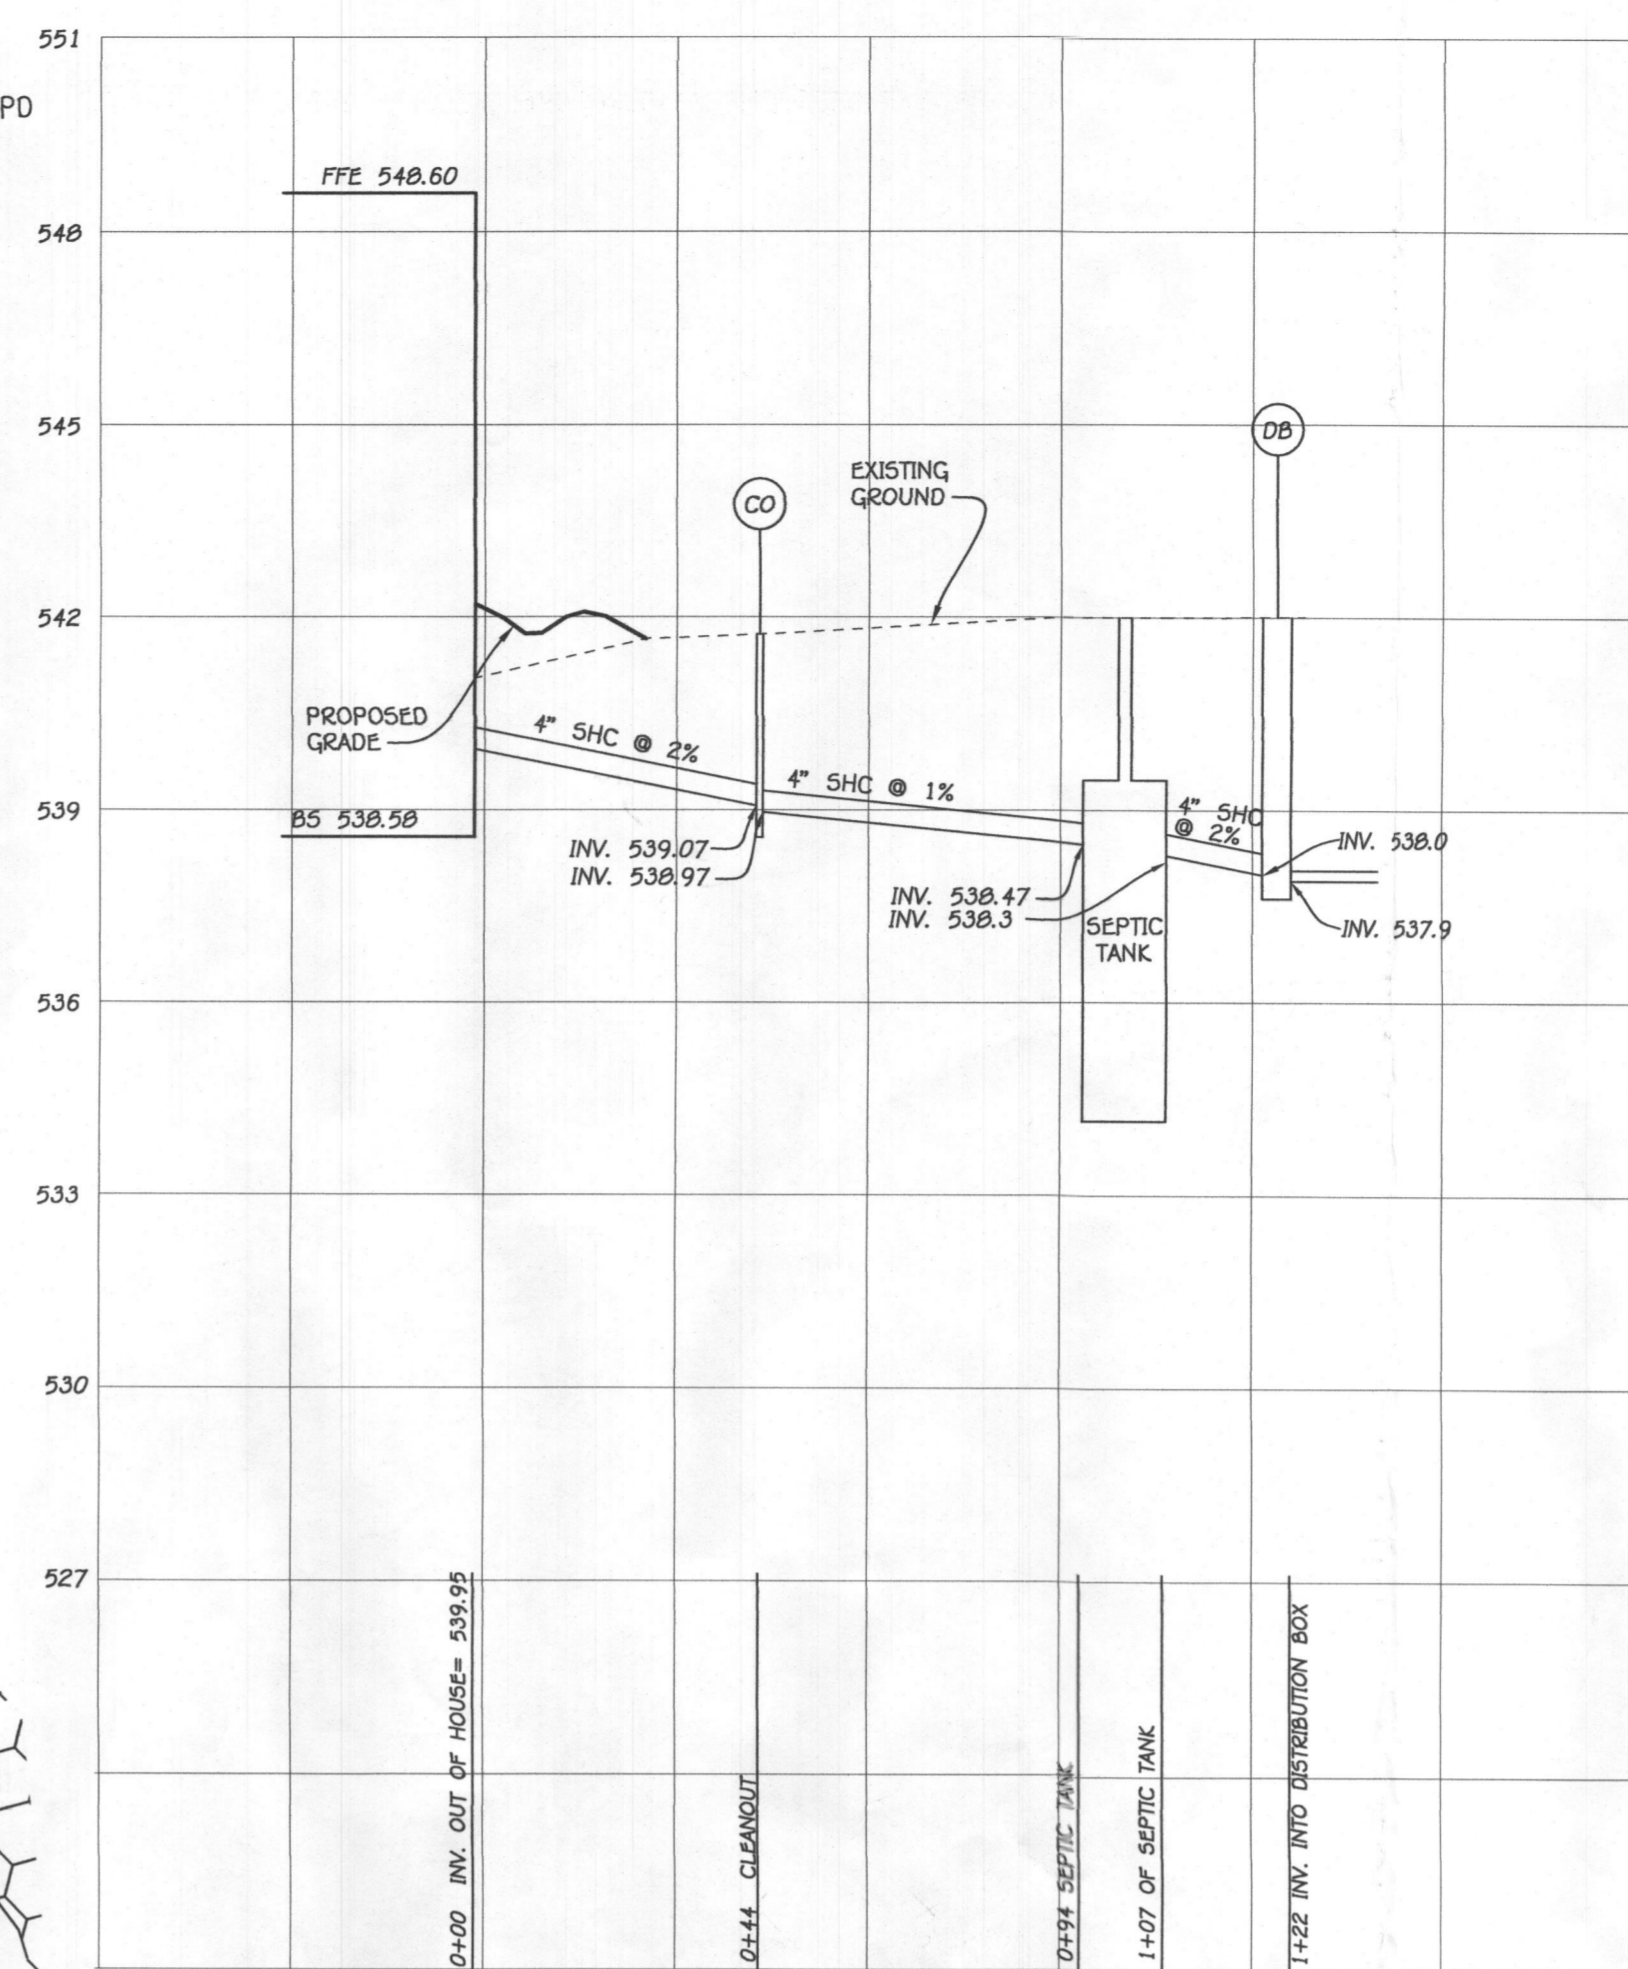 551
PD
FFE 548.60
548
545
DB
EXISTING
GROUND
CO
542
PROPOSED
GRADE
4" SHC @ 2%
4" SHC @ 1%
4" SHC
@ 2%
539
BS 538.58
INV. 539.07
INV. 538.97
INV. 538.0
INV. 538.47
INV. 538.3
SEPTIC
TANK
INV. 537.9
536
533
530
527
0+00 INV. OUT OF HOUSE= 539.95
0+44 CLEANOUT
0+94 SEPTIC TANK
1+07 OF SEPTIC TANK
1+22 INV. INTO DISTRIBUTION BOX